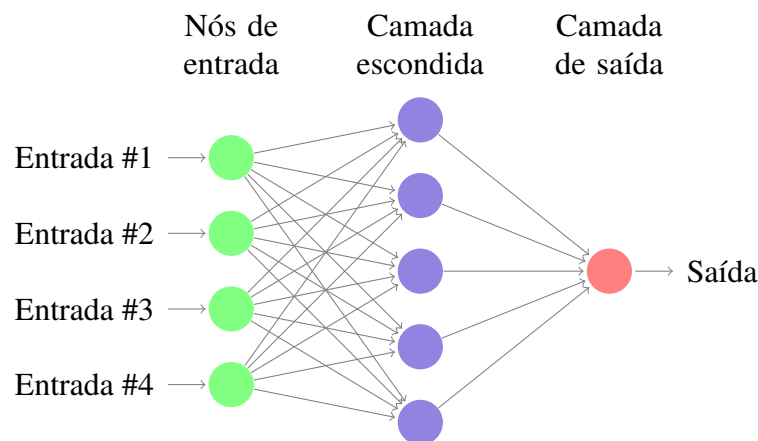 Nós de
entrada
Camada
escondida
Camada
de saída
Entrada #1
Entrada #2
Entrada #3
Entrada #4
Saída